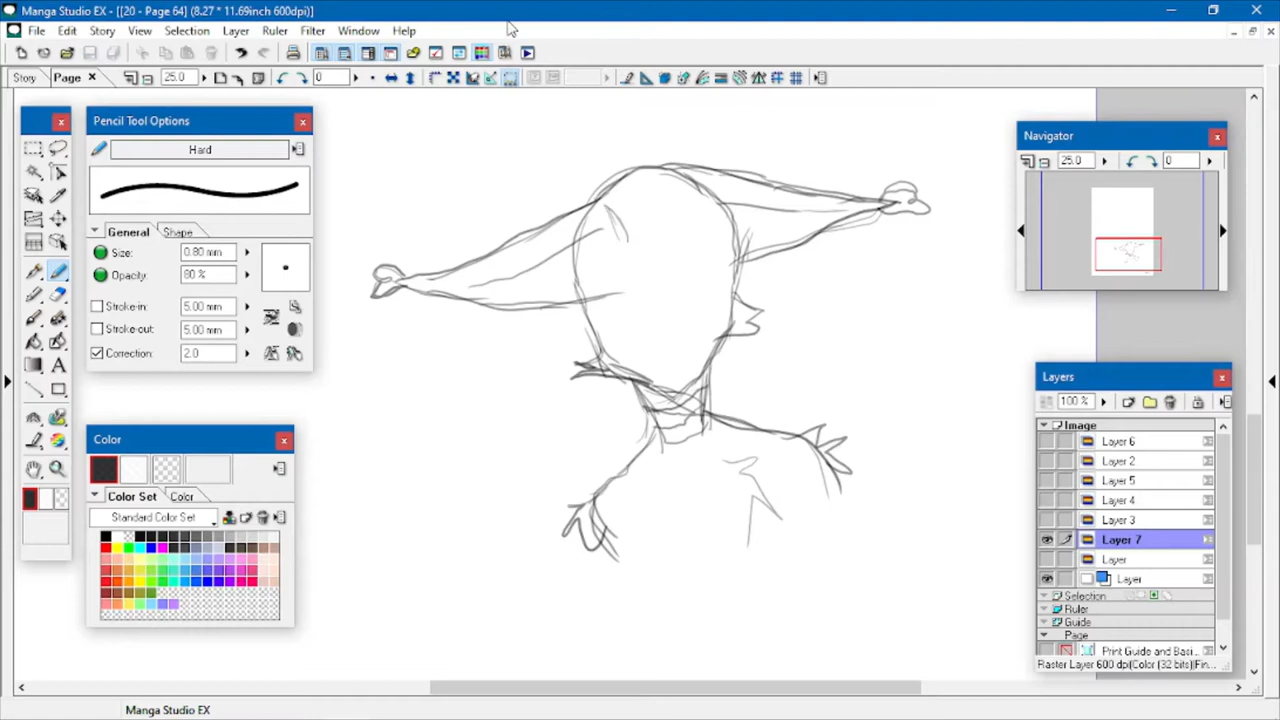 Manga Studio EX - [[20 - Page 64] (8.27 * 11.69inch 600dpi)]
File Edit Story View Selection Layer Ruler Filter Window Help
Story Page 25.0 0
Pencil Tool Options
Hard
General Shape
Size: 0.80 mm
Opacity: 80 %
Stroke-in: 5.00 mm
Stroke-out: 5.00 mm
Correction: 2.0
Color
Color Set Color
Standard Color Set
Navigator
25.0 0
Layers
100 %
Image
Layer 6
Layer 2
Layer 5
Layer 4
Layer 3
Layer 7
Layer
Layer
Selection
Ruler
Guide
Page
Print Guide and Basi...
Raster Layer 600 dpi(Color (32 bits)(Fin...
Manga Studio EX